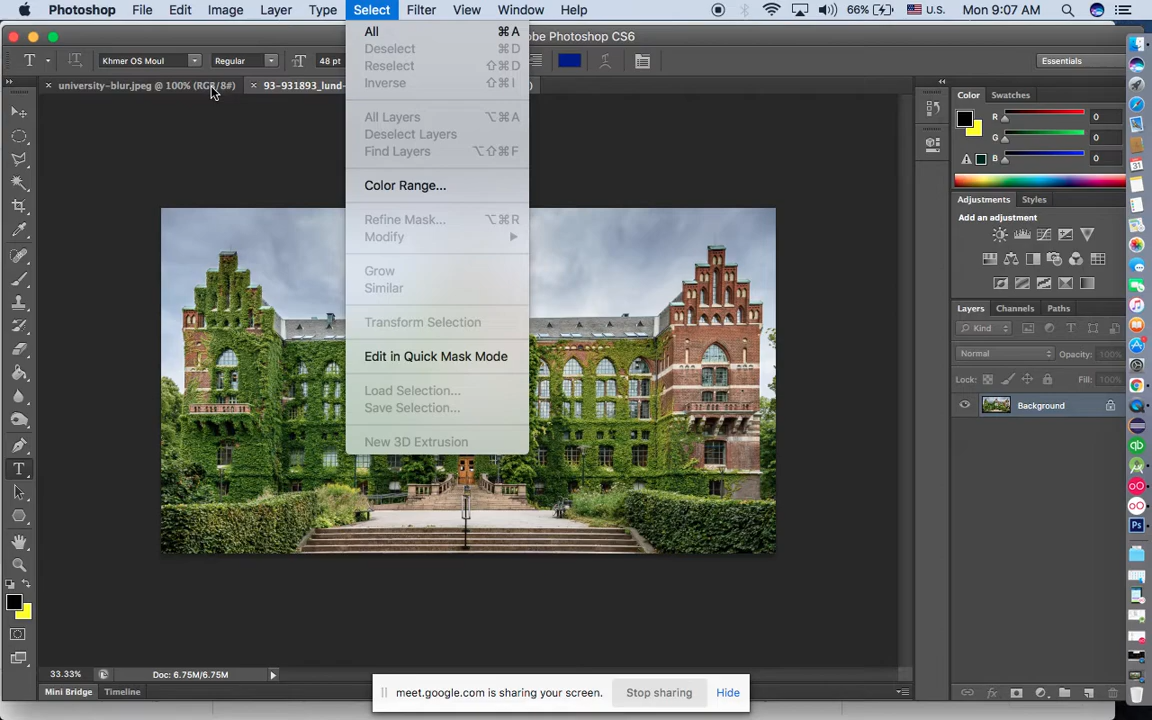 Photoshop File Edit Image Layer Type Select Filter View Window Help 66% U.S. Mon 9:07 AM
Adobe Photoshop CS6
T T Khmer OS Moul Regular T 48 pt Essentials
× university-blur.jpeg @ 100% (RGB/8#) × 93-931893_lund- )
All ⌘A
Deselect ⌘D
Reselect ⇧⌘D
Inverse ⇧⌘I
All Layers ⌥⌘A
Deselect Layers
Find Layers ⌥⇧⌘F
Color Range...
Refine Mask... ⌥⌘R
Modify ▶
Grow
Similar
Transform Selection
Edit in Quick Mask Mode
Load Selection...
Save Selection...
New 3D Extrusion
Color Swatches
R 0
G 0
B 0
Adjustments Styles
Add an adjustment
Layers Channels Paths
Kind
Normal Opacity: 100%
Lock: Fill: 100%
Background
33.33% Doc: 6.75M/6.75M
Mini Bridge Timeline
meet.google.com is sharing your screen. Stop sharing Hide